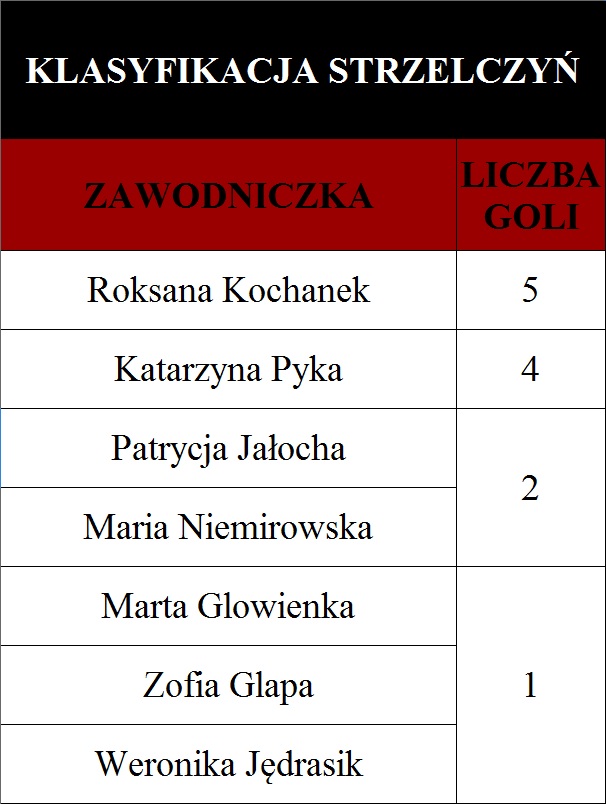 KLASYFIKACJA STRZELCZYŃ
ZAWODNICZKA
LICZBA
GOLI
Roksana Kochanek 5
Katarzyna Pyka 4
Patrycja Jałocha
2
Maria Niemirowska
Marta Glowienka
Zofia Glapa 1
Weronika Jędrasik